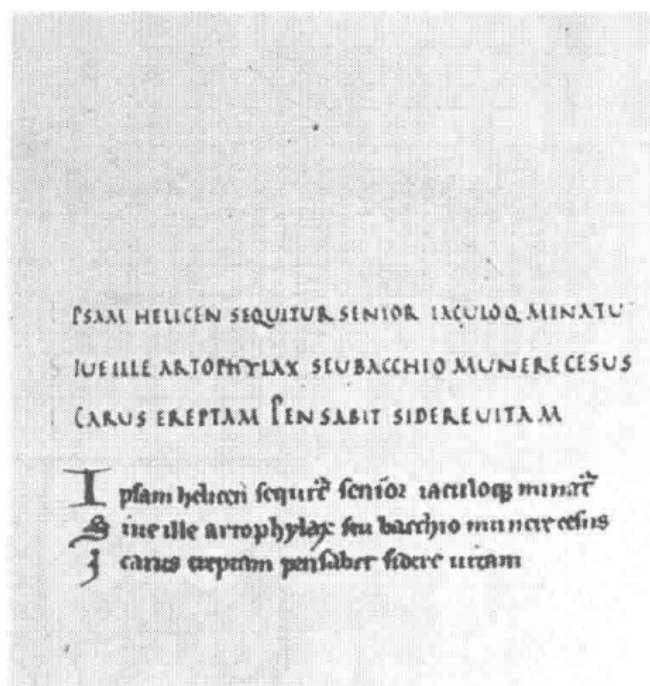 IPSAM HELICEN SEQUITUR SENIOR IACULOQ MINATU
SIUE ILLE ARTOPHYLAX SEU BACCHIO MUNERE CESUS
ICARUS EREPTAM PENSABIT SIDERE UITAM
Ipsam helicen sequit᷑ senior iaculoqꝫ minat᷑
Siue ille artophylax seu bacchio munere cesus
Icarus ereptam pensabit sidere uitam